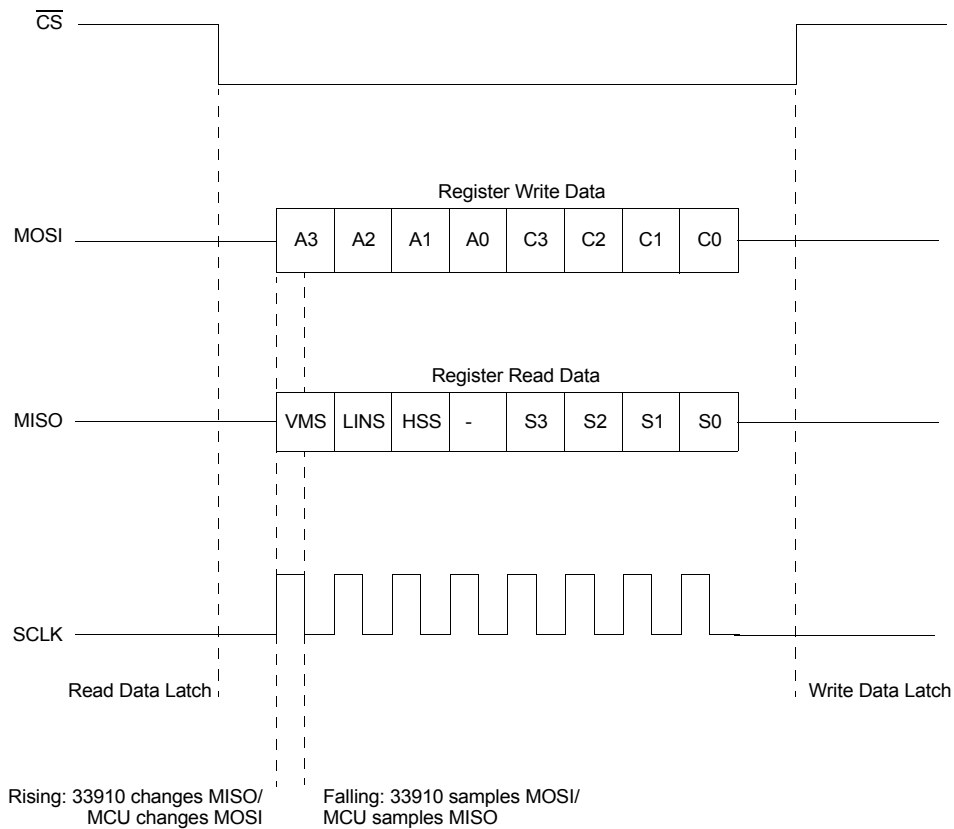 CS
Register Write Data
MOSI A3 A2 A1 A0 C3 C2 C1 C0
Register Read Data
MISO VMS LINS HSS - S3 S2 S1 S0
SCLK
Read Data Latch Write Data Latch
Rising: 33910 changes MISO/ Falling: 33910 samples MOSI/
MCU changes MOSI MCU samples MISO